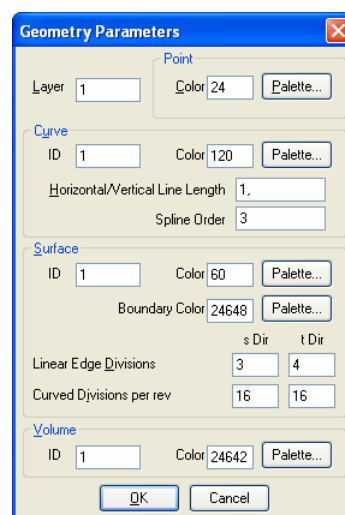 Geometry Parameters
Point
Layer 1 Color 24 Palette...
Curve
ID 1 Color 120 Palette...
Horizontal/Vertical Line Length 1,
Spline Order 3
Surface
ID 1 Color 60 Palette...
Boundary Color 24648 Palette...
s Dir t Dir
Linear Edge Divisions 3 4
Curved Divisions per rev 16 16
Volume
ID 1 Color 24642 Palette...
OK Cancel